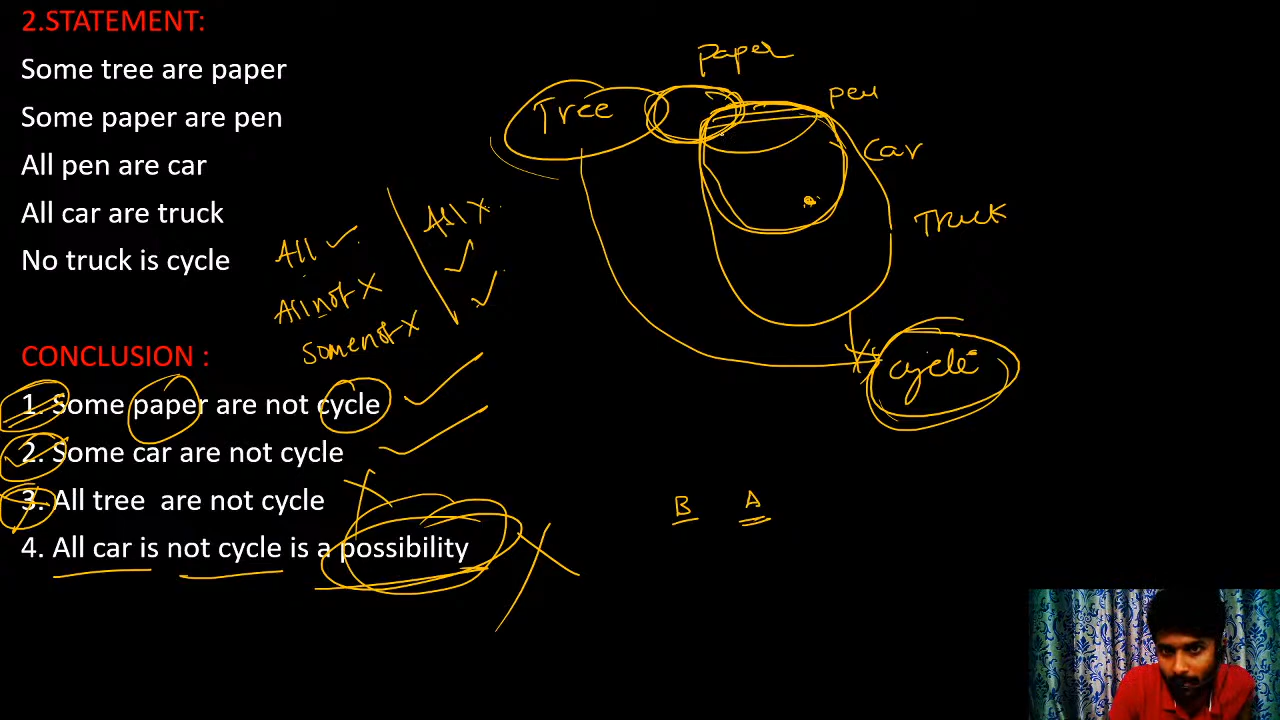 2.STATEMENT:
Some tree are paper
Some paper are pen
All pen are car
All car are truck
No truck is cycle
CONCLUSION :
1. Some paper are not cycle
2. Some car are not cycle
3. All tree are not cycle
4. All car is not cycle is a possibility
All ✓
All not X
Some not X
All X
✓
✓
Tree
paper
pen
car
Truck
cycle
B A